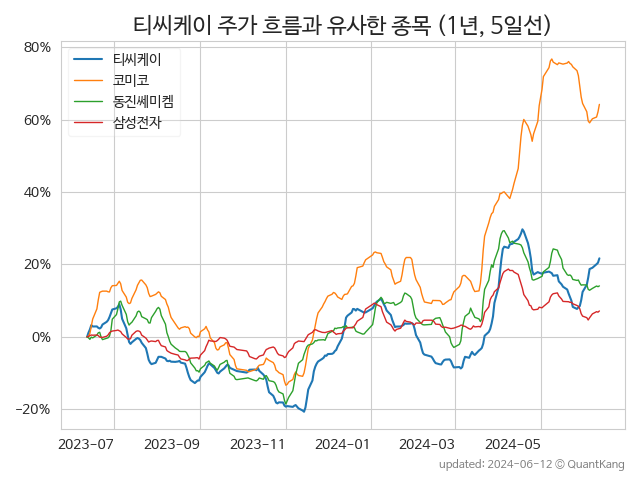 티씨케이 주가 흐름과 유사한 종목 (1년, 5일선)
80%
60%
40%
20%
0%
−20%
티씨케이
코미코
동진쎄미켐
삼성전자
2023-07 2023-09 2023-11 2024-01 2024-03 2024-05
updated: 2024-06-12 © QuantKang